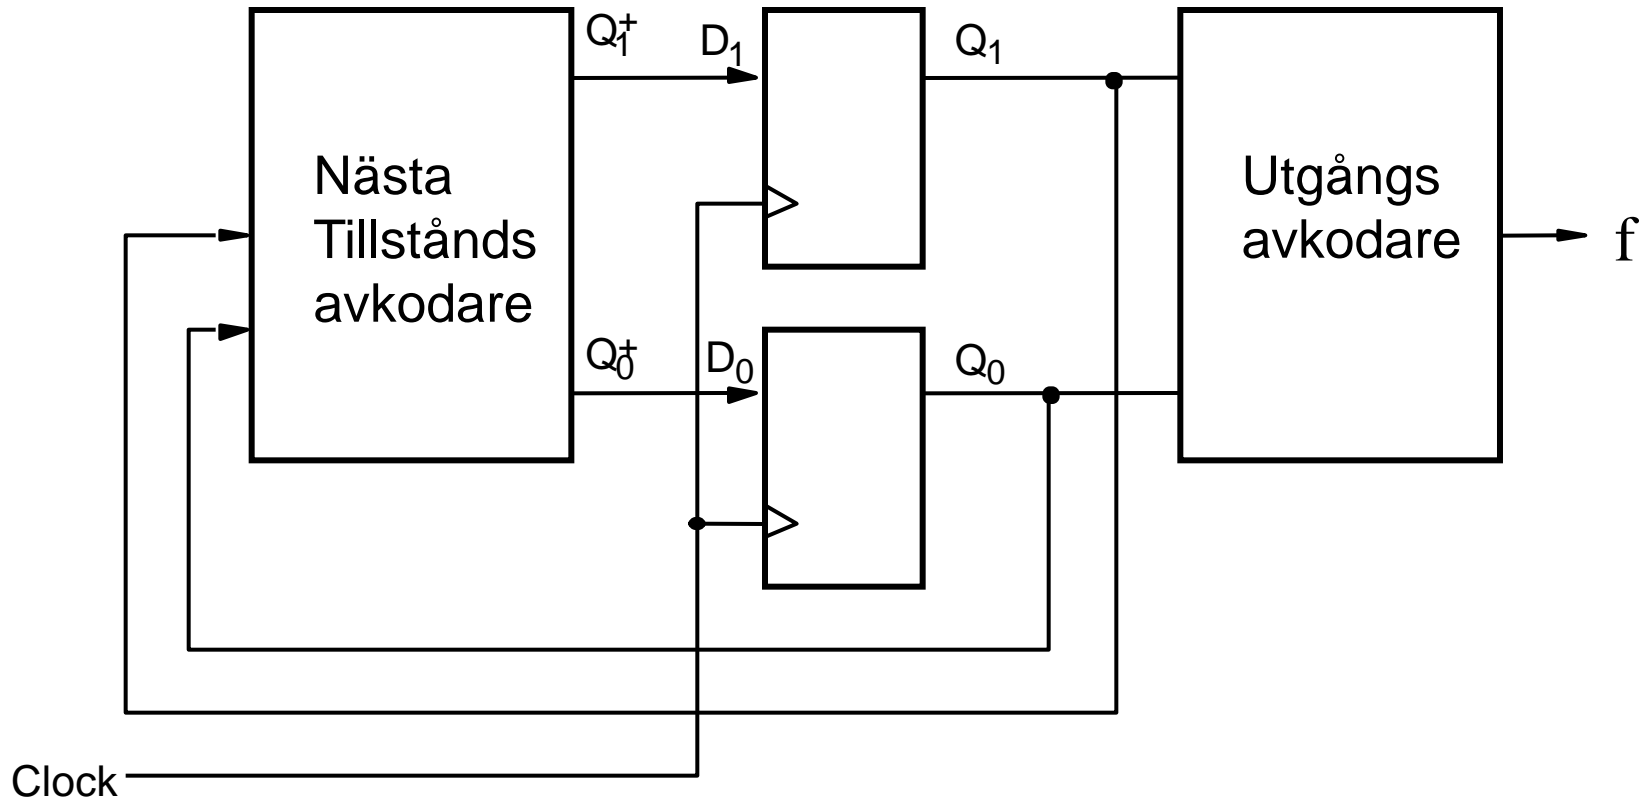 Q₁⁺
D₁
Q₁
Nästa
Tillstånds
avkodare
Utgångs
avkodare
f
Q₀⁺
D₀
Q₀
Clock